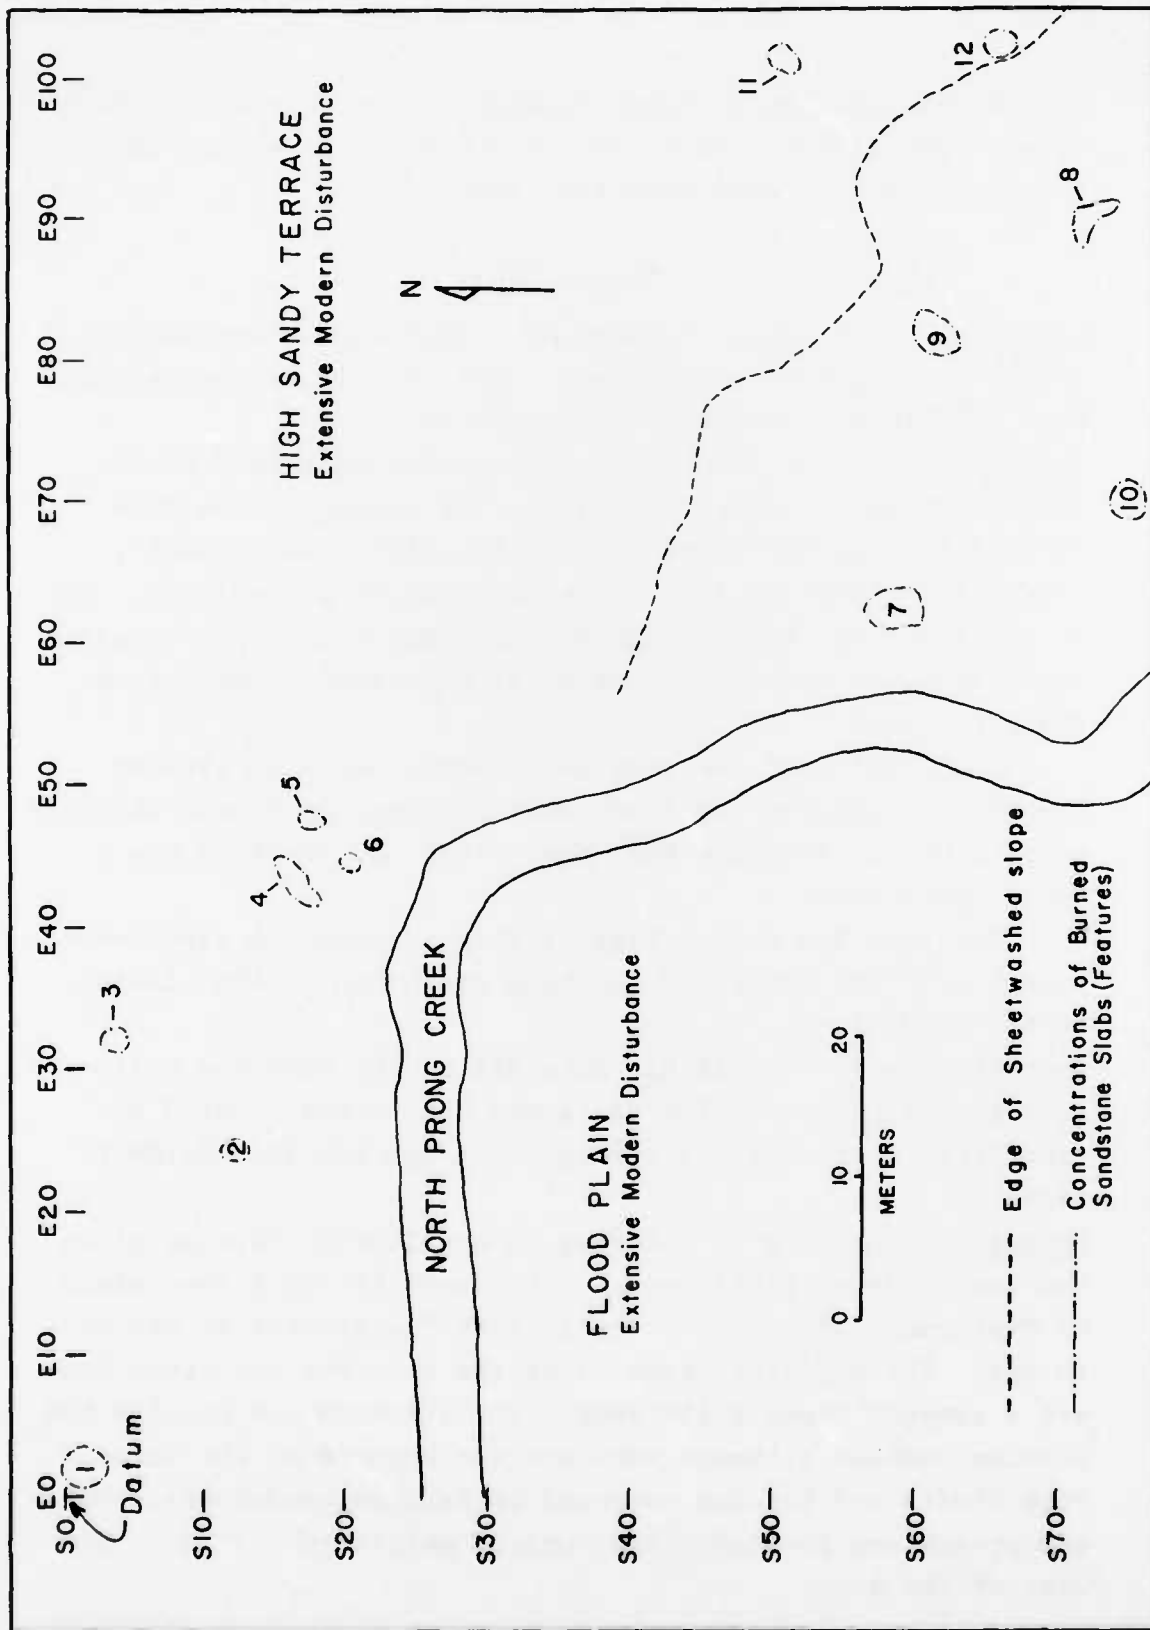 E0
E10
E20
E30
E40
E50
E60
E70
E80
E90
E100
S0
S10
S20
S30
S40
S50
S60
S70
Datum
1
2
3
4
5
6
7
8
9
10
11
12
HIGH SANDY TERRACE
Extensive Modern Disturbance
N
NORTH PRONG CREEK
FLOOD PLAIN
Extensive Modern Disturbance
0 10 20
METERS
Edge of Sheetwashed slope
Concentrations of Burned
Sandstane Slabs (Features)